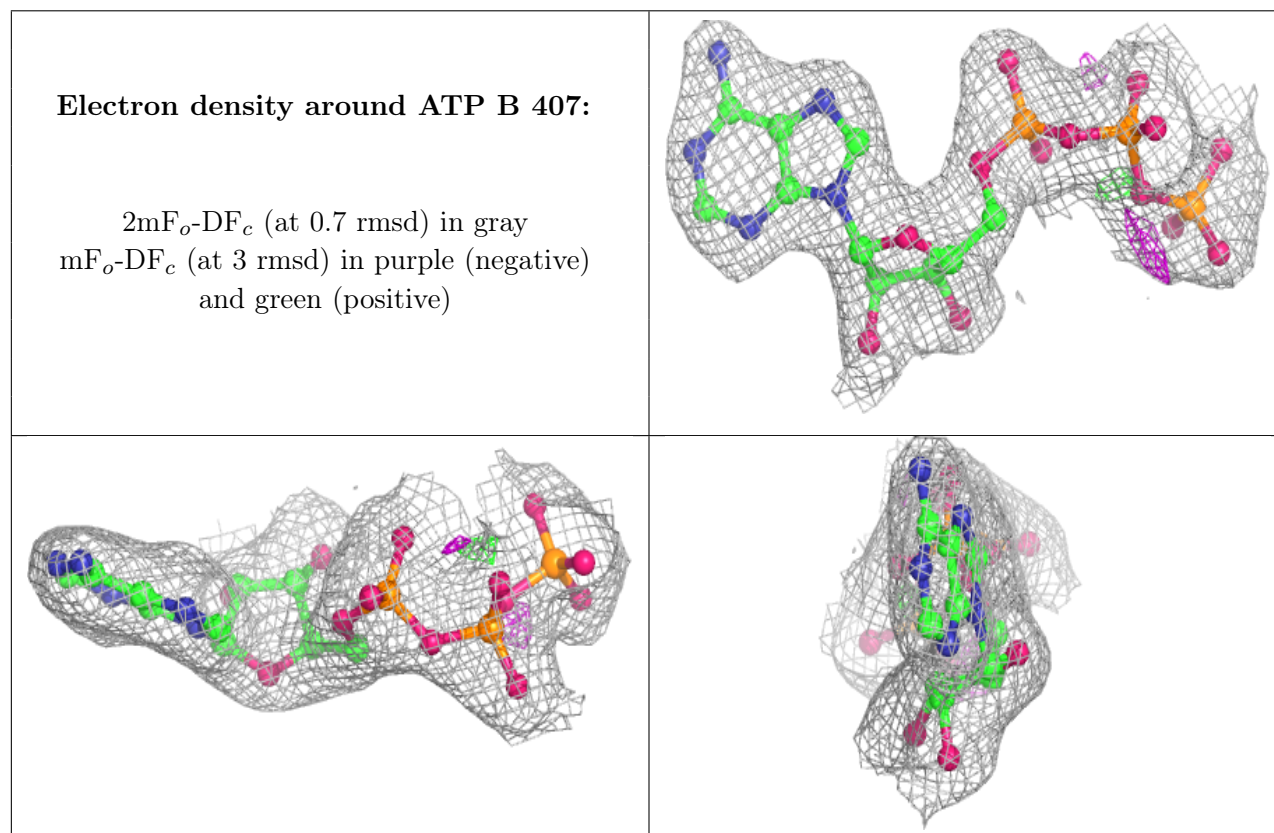 Electron density around ATP B 407:
2mFo-DFc (at 0.7 rmsd) in gray
mFo-DFc (at 3 rmsd) in purple (negative)
and green (positive)